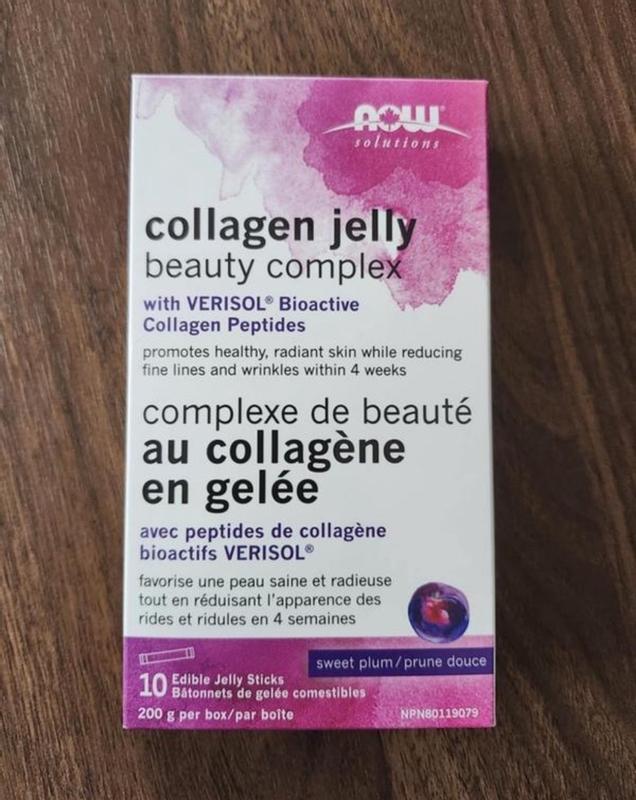 NOW®
solutions
collagen jelly
beauty complex
with VERISOL® Bioactive
Collagen Peptides
promotes healthy, radiant skin while reducing
fine lines and wrinkles within 4 weeks
complexe de beauté
au collagène
en gelée
avec peptides de collagène
bioactifs VERISOL®
favorise une peau saine et radieuse
tout en réduisant l'apparence des
rides et ridules en 4 semaines
sweet plum/prune douce
10 Edible Jelly Sticks
Bâtonnets de gelée comestibles
200 g per box/par boîte
NPN80119079